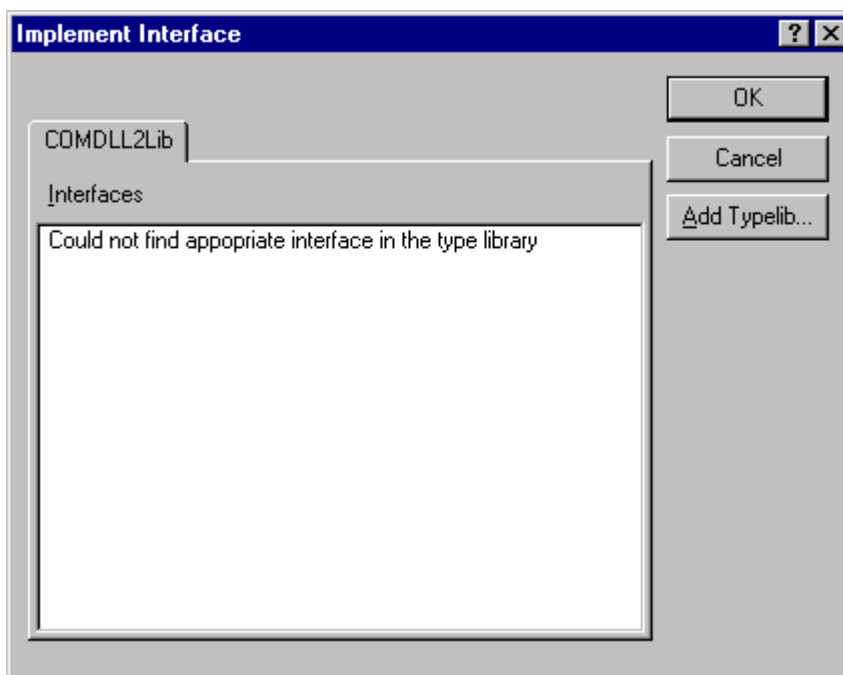 Implement Interface
OK
COMDLL2Lib
Cancel
Interfaces
Add Typelib...
Could not find appopriate interface in the type library